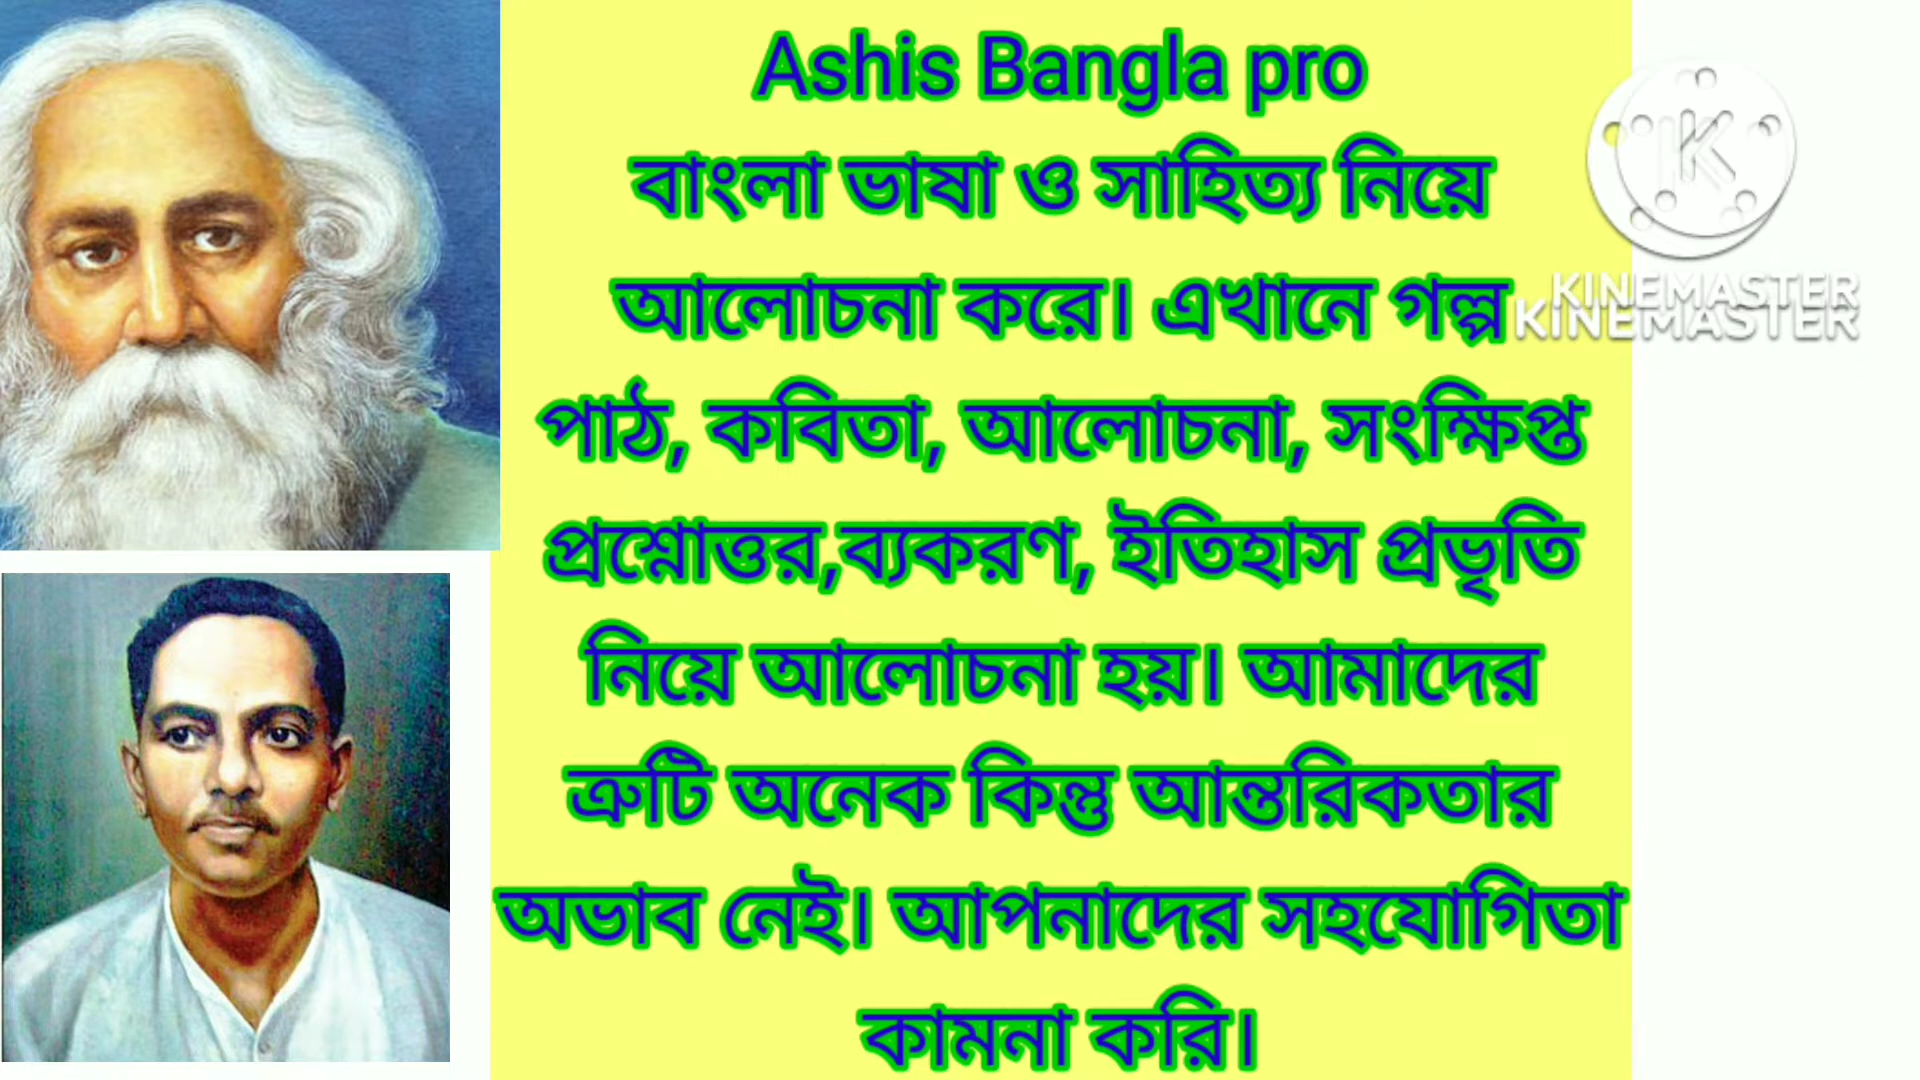 Ashis Bangla pro
বাংলা ভাষা ও সাহিত্য নিয়ে
আলোচনা করে। এখানে গল্প
পাঠ, কবিতা, আলোচনা, সংক্ষিপ্ত
প্রশ্নোত্তর,ব্যকরণ, ইতিহাস প্রভৃতি
নিয়ে আলোচনা হয়। আমাদের
ত্রুটি অনেক কিন্তু আন্তরিকতার
অভাব নেই। আপনাদের সহযোগিতা
কামনা করি।
K
KINEMASTER
KINEMASTER